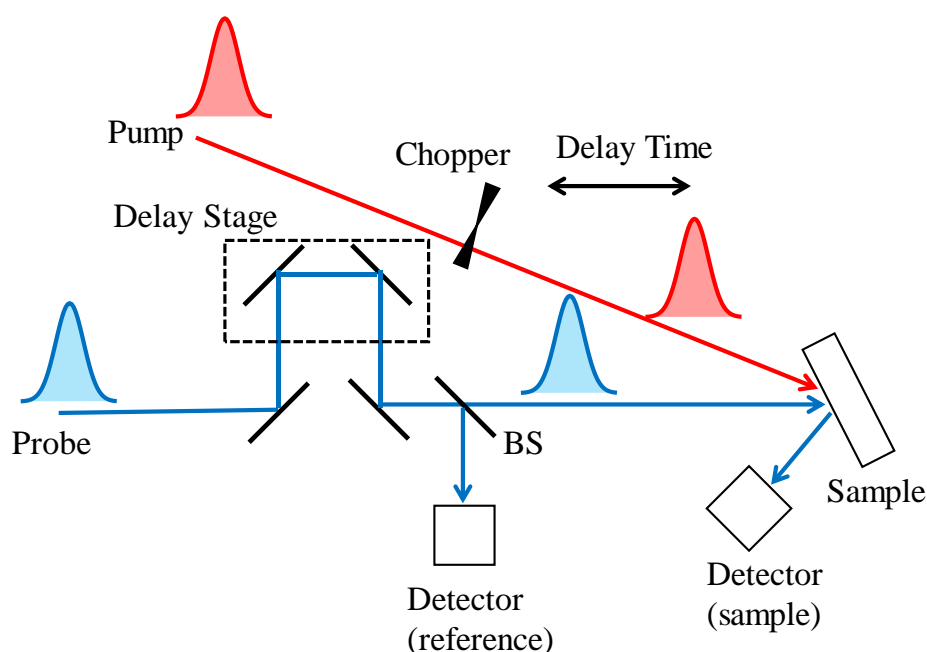 Pump
Chopper
Delay Time
Delay Stage
Probe
BS
Sample
Detector
(reference)
Detector
(sample)